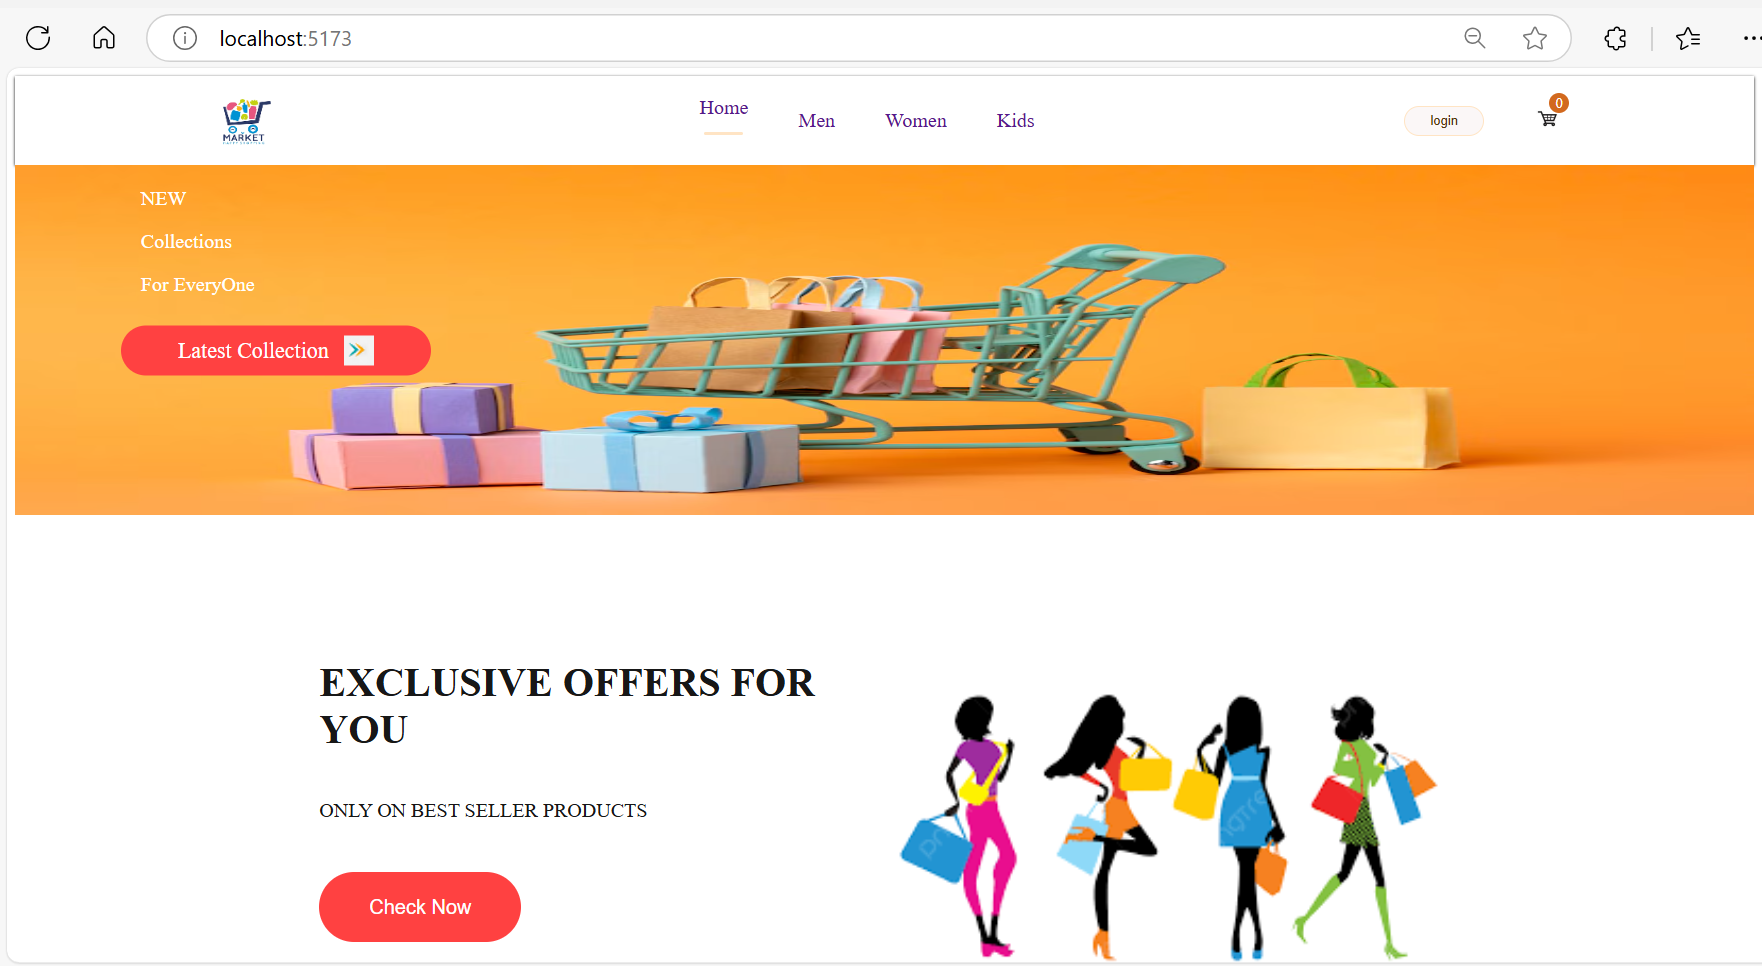 localhost:5173
MARKET
Home
Men
Women
Kids
login
0
NEW
Collections
For EveryOne
Latest Collection
EXCLUSIVE OFFERS FOR
YOU
ONLY ON BEST SELLER PRODUCTS
Check Now